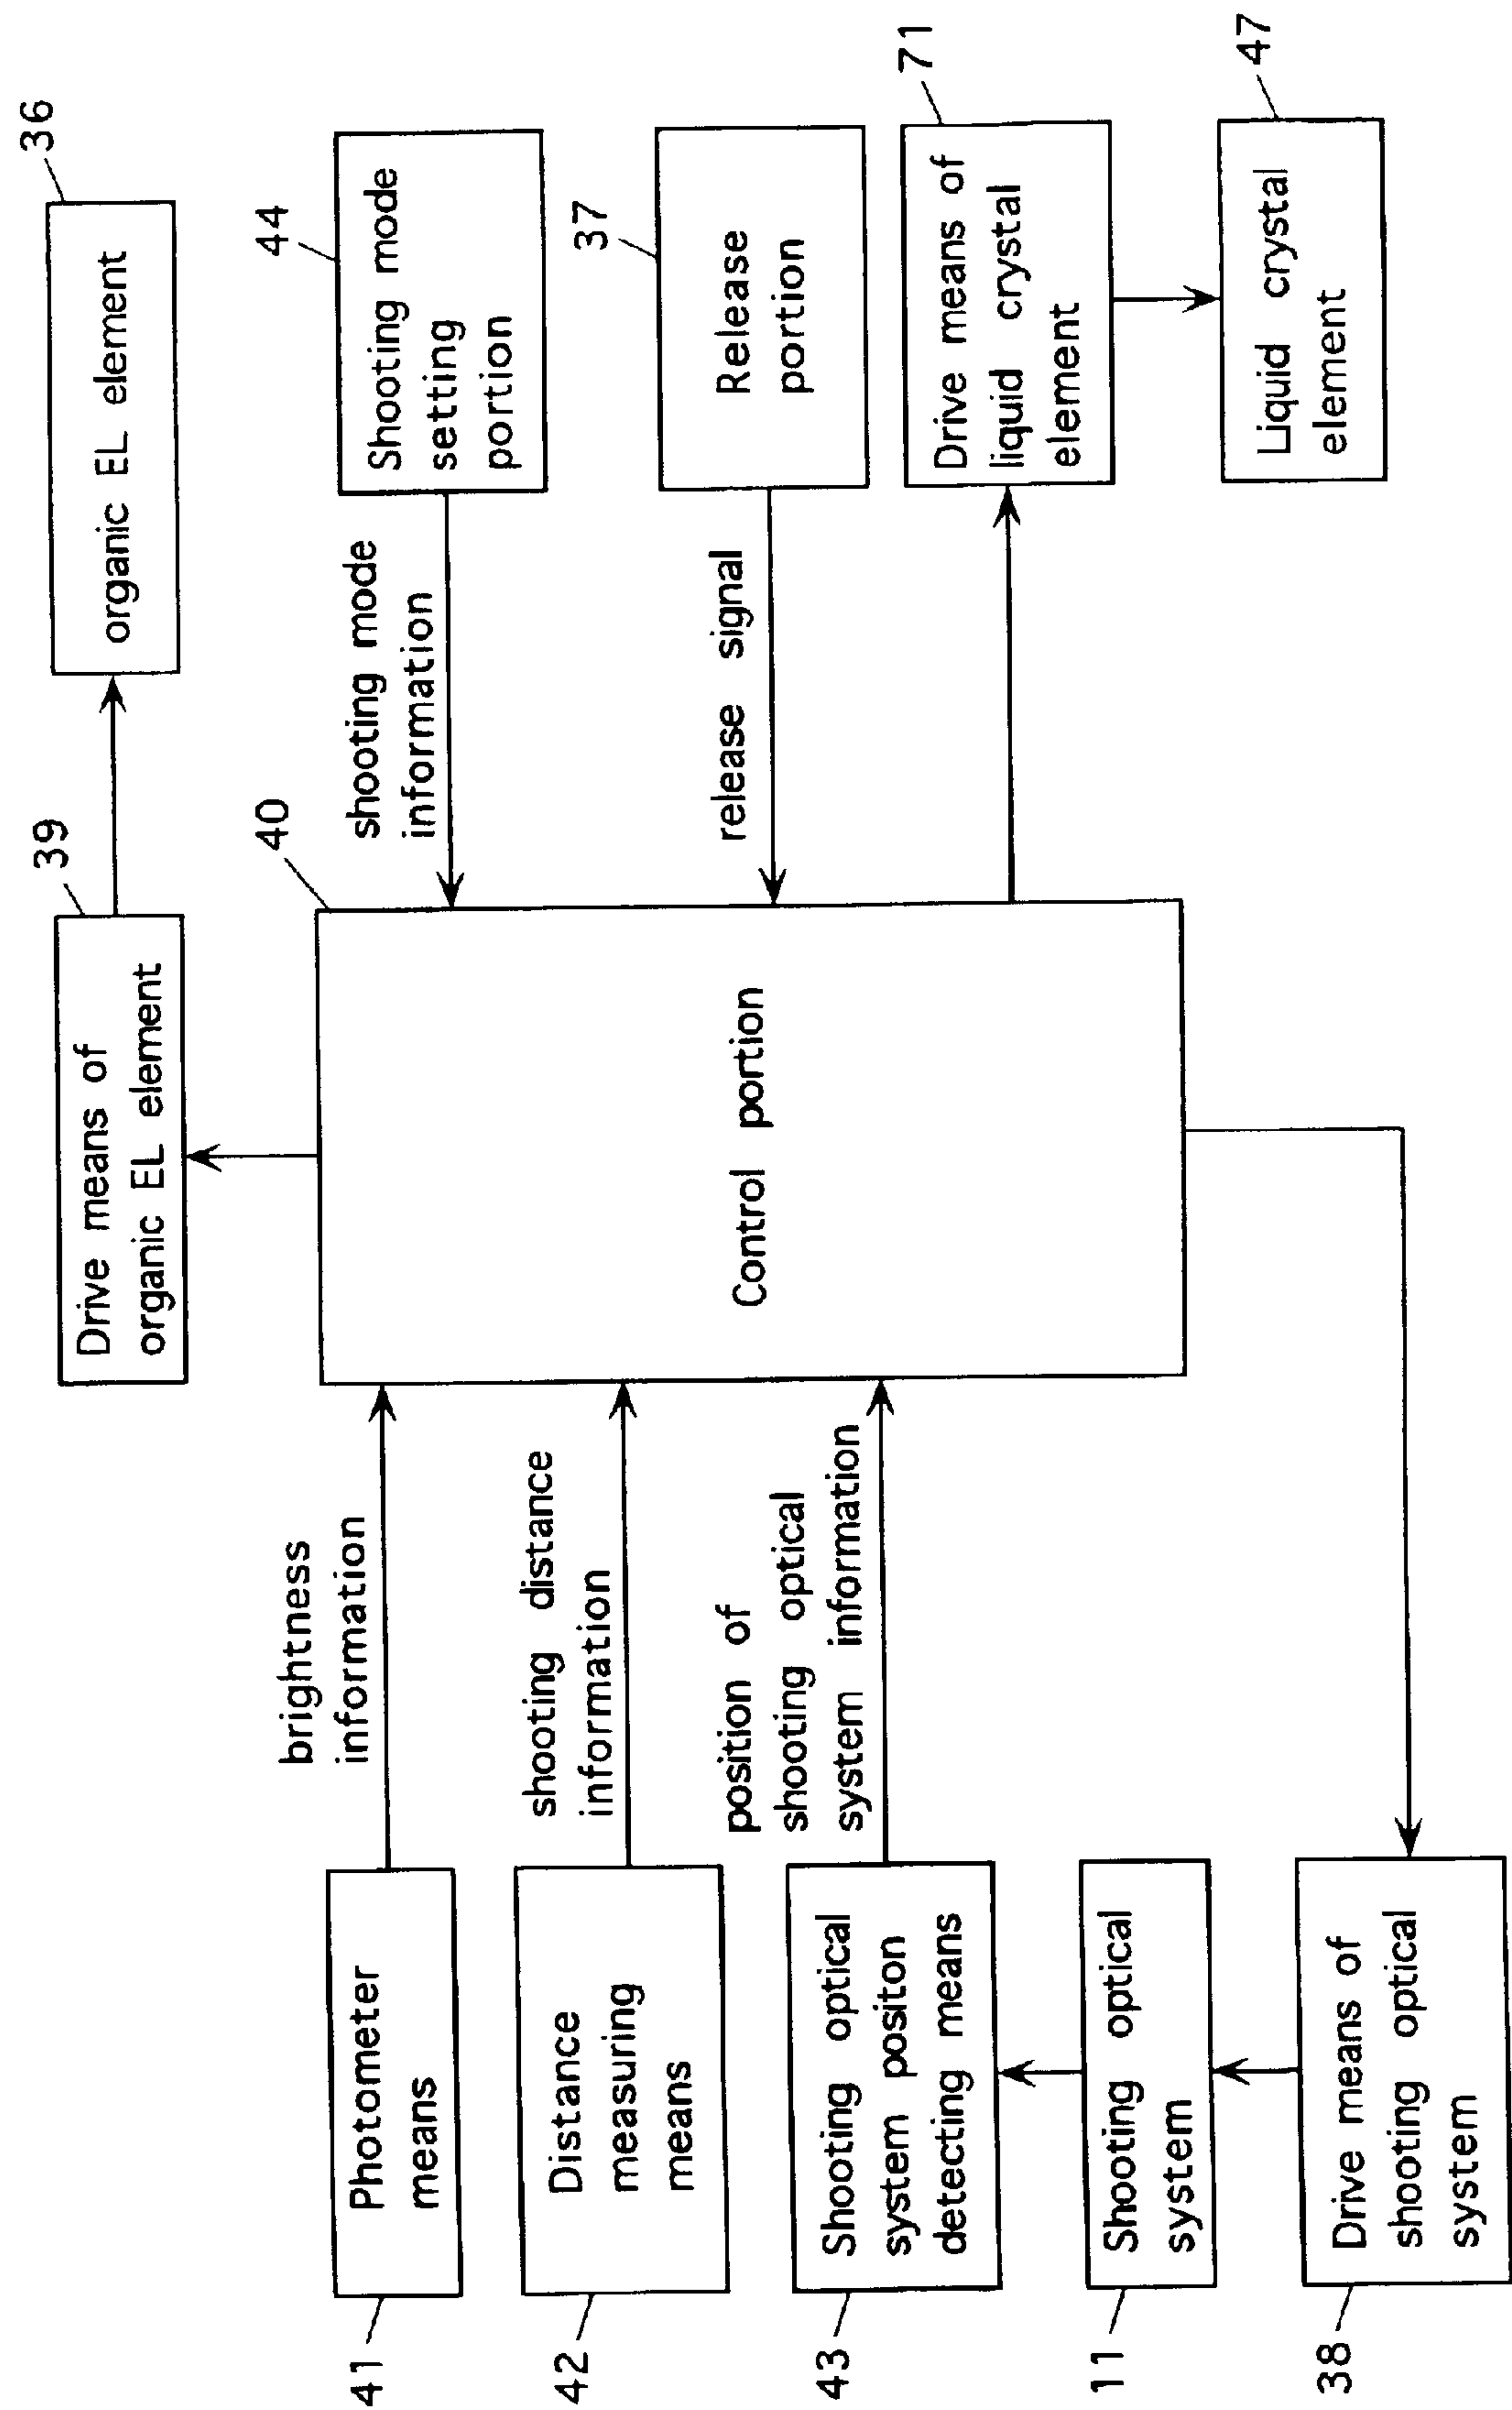 39
Drive means of
organic EL element
36
organic EL element
41
Photometer
means
brightness
information
42
Distance
measuring
means
shooting distance
information
43
Shooting optical
system positon
detecting means
position of
shooting optical
system information
11
Shooting optical
system
38
Drive means of
shooting optical
system
40
Control portion
44
Shooting mode
setting
portion
shooting mode
information
37
Release
portion
release signal
71
Drive means of
liquid crystal
element
47
Liquid crystal
element